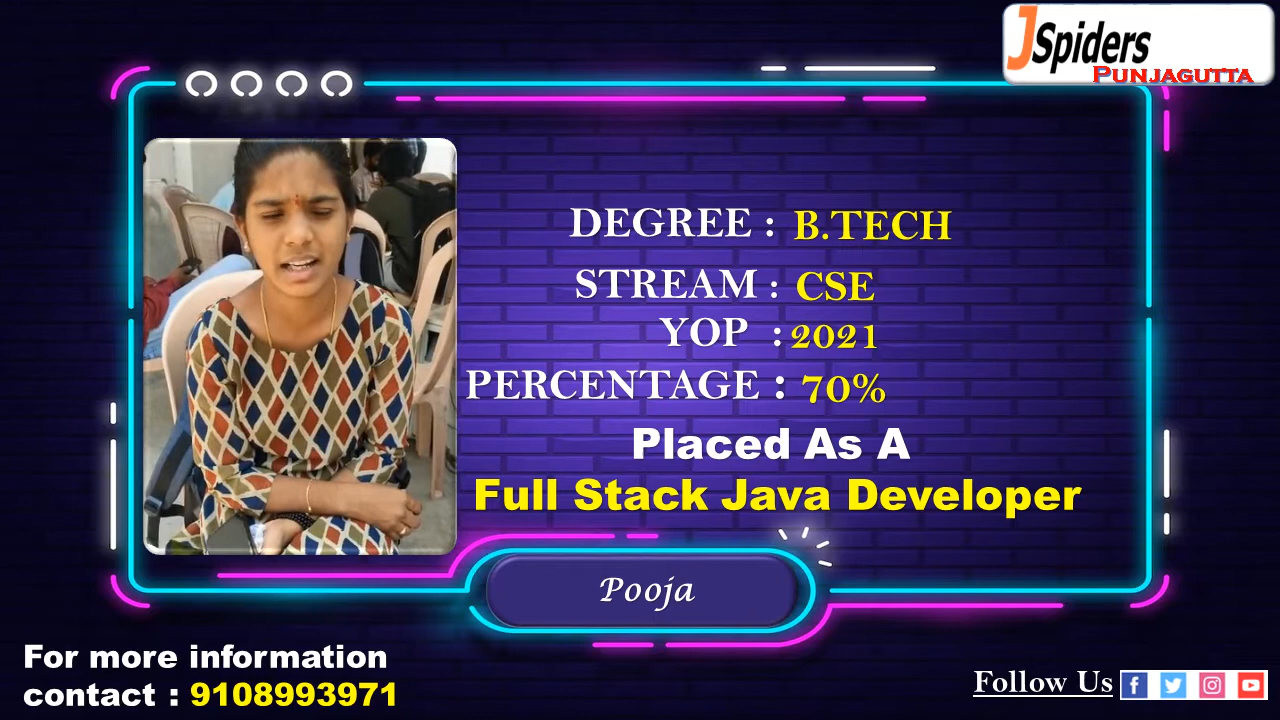 JSpiders
PUNJAGUTTA
DEGREE : B.TECH
STREAM : CSE
YOP : 2021
PERCENTAGE : 70%
Placed As A
Full Stack Java Developer
Pooja
For more information
contact : 9108993971
Follow Us